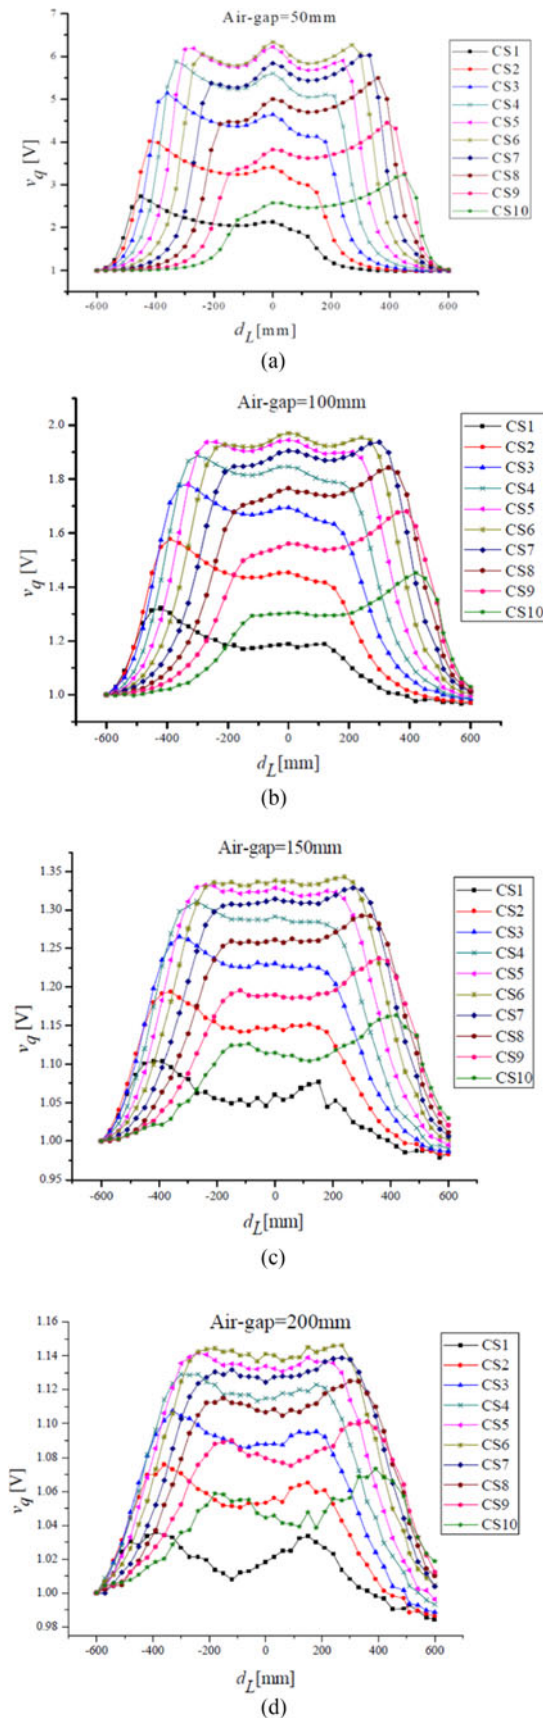 Air-gap=50mm
7
6
5
4
3
2
1
v_q [V]
CS1
CS2
CS3
CS4
CS5
CS6
CS7
CS8
CS9
CS10
-600 -400 -200 0 200 400 600
d_L[mm]
(a)
Air-gap=100mm
2.0
1.8
1.6
1.4
1.2
1.0
v_q [V]
CS1
CS2
CS3
CS4
CS5
CS6
CS7
CS8
CS9
CS10
-600 -400 -200 0 200 400 600
d_L[mm]
(b)
Air-gap=150mm
1.35
1.30
1.25
1.20
1.15
1.10
1.05
1.00
0.95
v_q [V]
CS1
CS2
CS3
CS4
CS5
CS6
CS7
CS8
CS9
CS10
-600 -400 -200 0 200 400 600
d_L[mm]
(c)
Air-gap=200mm
1.16
1.14
1.12
1.10
1.08
1.06
1.04
1.02
1.00
0.98
v_q [V]
CS1
CS2
CS3
CS4
CS5
CS6
CS7
CS8
CS9
CS10
-600 -400 -200 0 200 400 600
d_L[mm]
(d)